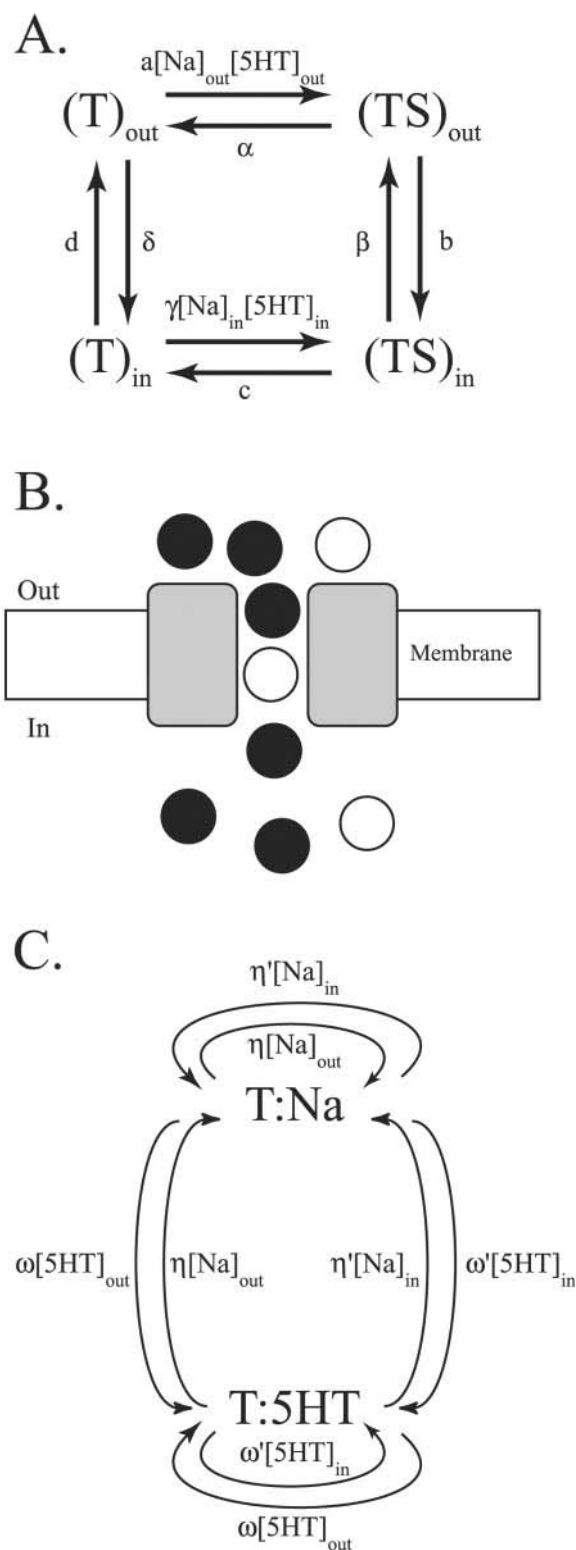 A.
a[Na]out[5HT]out
(T)out (TS)out
α
d δ β b
γ[Na]in[5HT]in
(T)in (TS)in
c
B.
Out
Membrane
In
C.
η'[Na]in
η[Na]out
T:Na
ω[5HT]out η[Na]out η'[Na]in ω'[5HT]in
T:5HT
ω'[5HT]in
ω[5HT]out